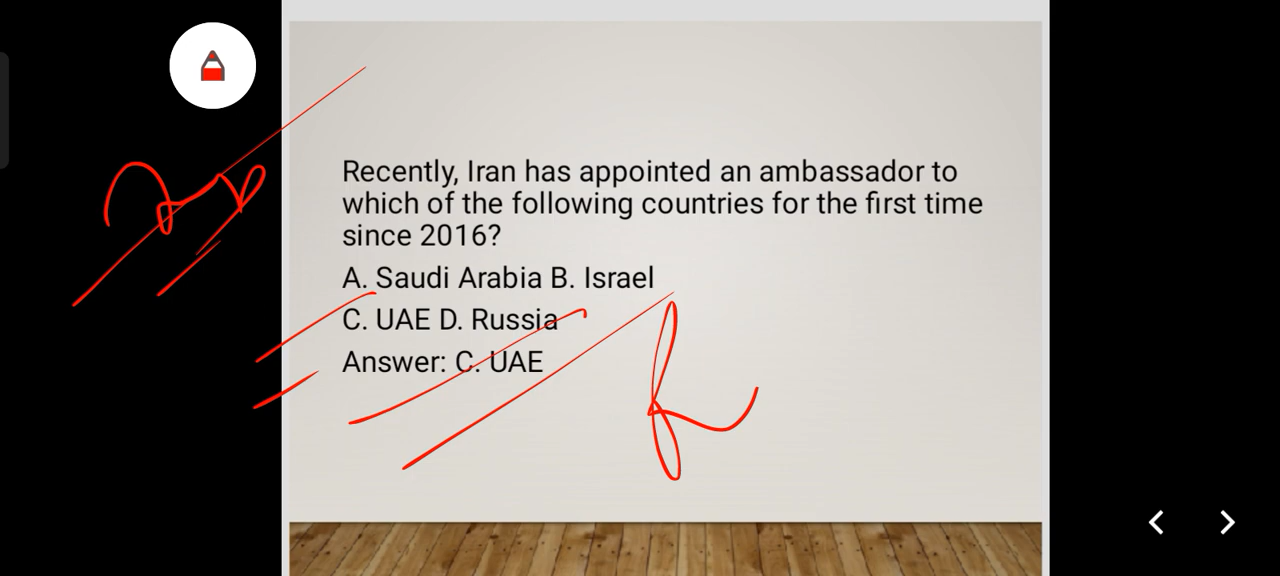 Recently, Iran has appointed an ambassador to
which of the following countries for the first time
since 2016?
A. Saudi Arabia B. Israel
C. UAE D. Russia
Answer: C. UAE